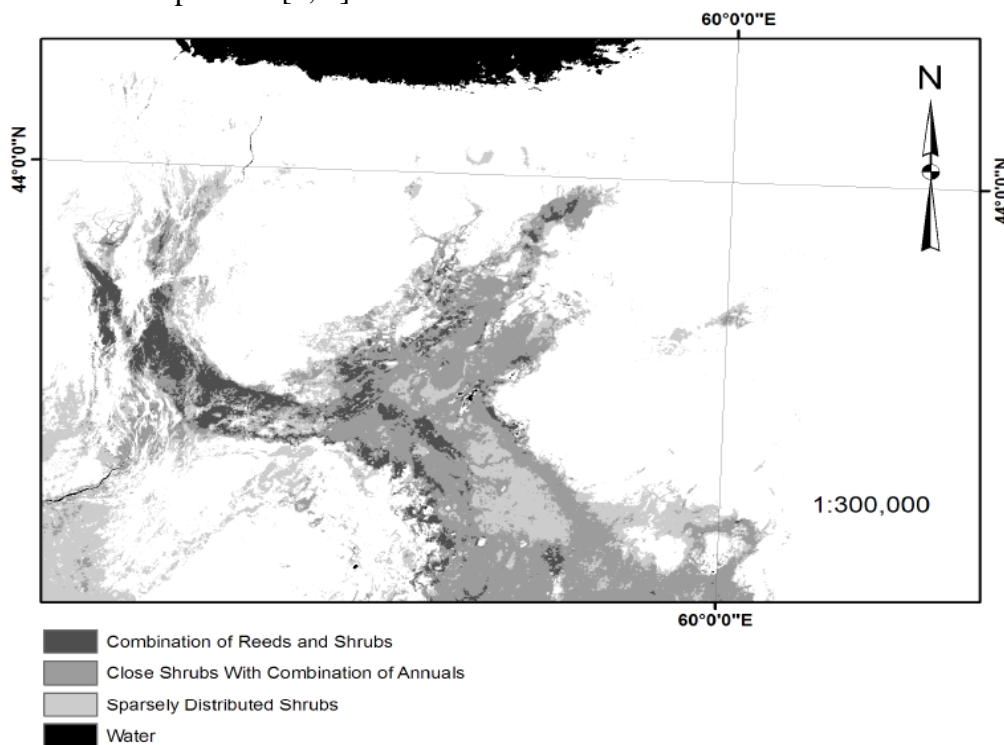 60°0'0"E
N
44°0'0"N
44°0'0"N
1:300,000
60°0'0"E
Combination of Reeds and Shrubs
Close Shrubs With Combination of Annuals
Sparsely Distributed Shrubs
Water